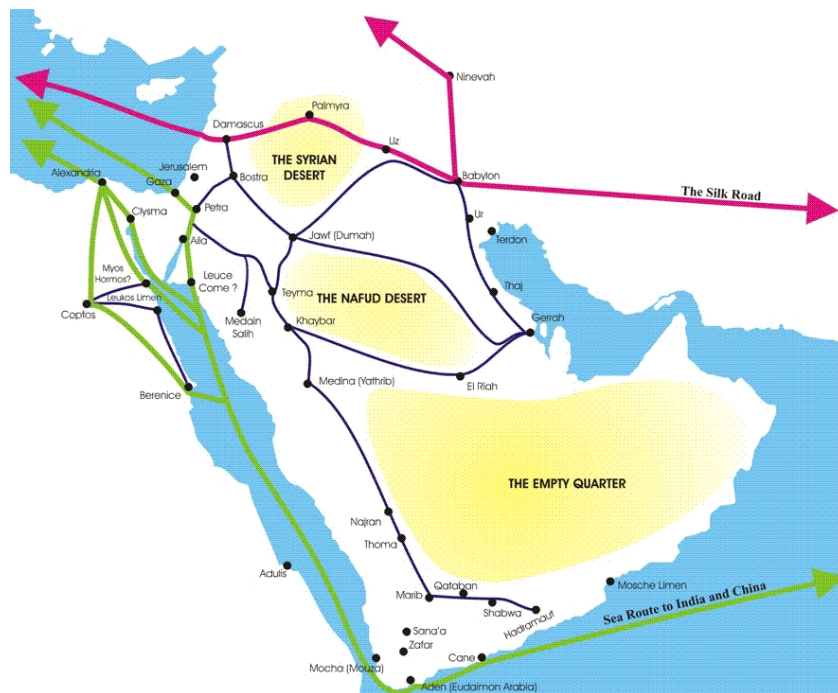 Ninevah
Palmyra
Damascus
Uz
THE SYRIAN
DESERT
Jerusalem
Alexandria
Gaza
Bostra
Babylon
The Silk Road
Petra
Clysma
Ur
Terdon
Aila
Jawf (Dumah)
Myos
Hormos?
Leuce
Come ?
Thaj
Leukos Limen
Teyma
THE NAFUD DESERT
Coptos
Medain
Salih
Khaybar
Gerrah
Medina (Yathrib)
El Riah
Berenice
THE EMPTY QUARTER
Najran
Thoma
Adulis
Qataban
Mosche Limen
Marib
Shabwa
Hadramaut
Sea Route to India and China
Sana'a
Zafar
Mocha (Mouza)
Cane
Aden (Eudaimon Arabia)